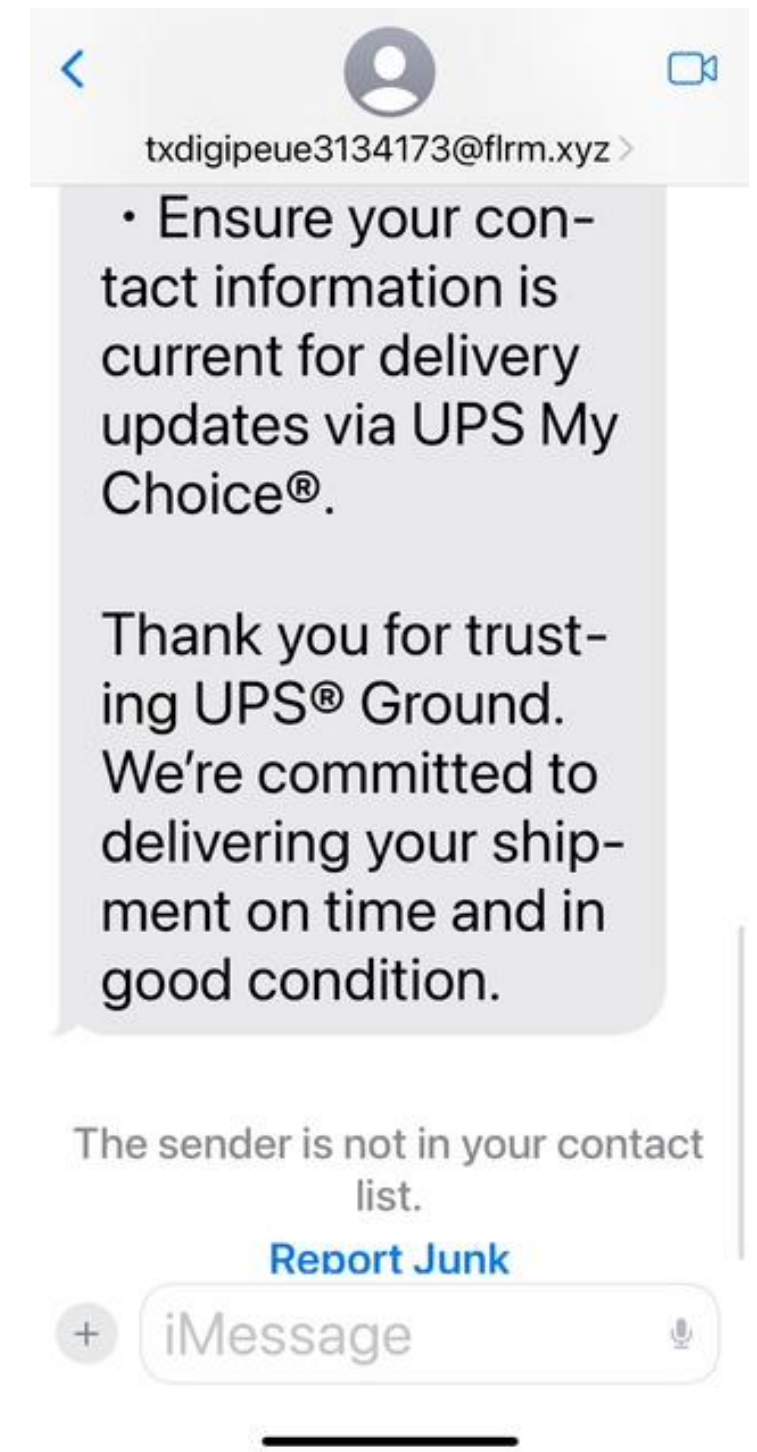 txdigipeue3134173@flrm.xyz
• Ensure your con-
tact information is
current for delivery
updates via UPS My
Choice®.
Thank you for trust-
ing UPS® Ground.
We're committed to
delivering your ship-
ment on time and in
good condition.
The sender is not in your contact
list.
Report Junk
iMessage